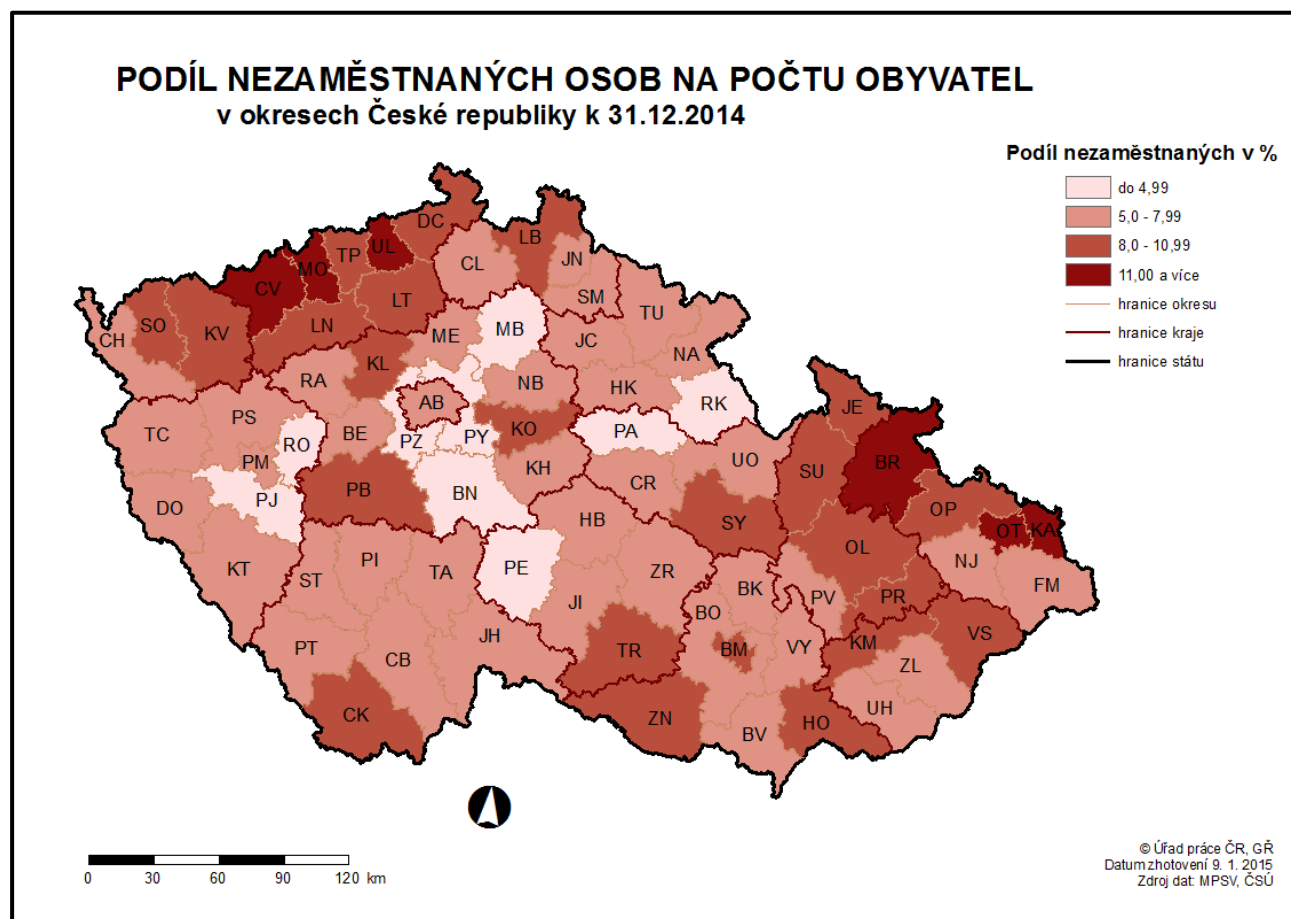 PODÍL NEZAMĚSTNANÝCH OSOB NA POČTU OBYVATEL
v okresech České republiky k 31.12.2014
Podíl nezaměstnaných v %
do 4,99
5,0 - 7,99
8,0 - 10,99
11,00 a více
hranice okresu
hranice kraje
hranice státu
DC
LB
UL
TP
MO
CL
JN
CV
LT
SM
SO
KV
LN
MB
TU
CH
ME
JC
NA
KL
RA
NB
HK
AB
RK
JE
PS
TC
BE
RO
PZ
PY
KO
PA
PM
KH
UO
SU
BR
PJ
PB
BN
CR
DO
HB
SY
OP
OT
KA
OL
KT
ST
PI
TA
PE
ZR
NJ
FM
JI
BK
PV
PR
BO
JH
VS
PT
CB
TR
BM
VY
KM
ZL
CK
ZN
UH
HO
BV
0 30 60 90 120 km
© Úřad práce ČR, GŘ
Datum zhotovení 9. 1. 2015
Zdroj dat: MPSV, ČSÚ